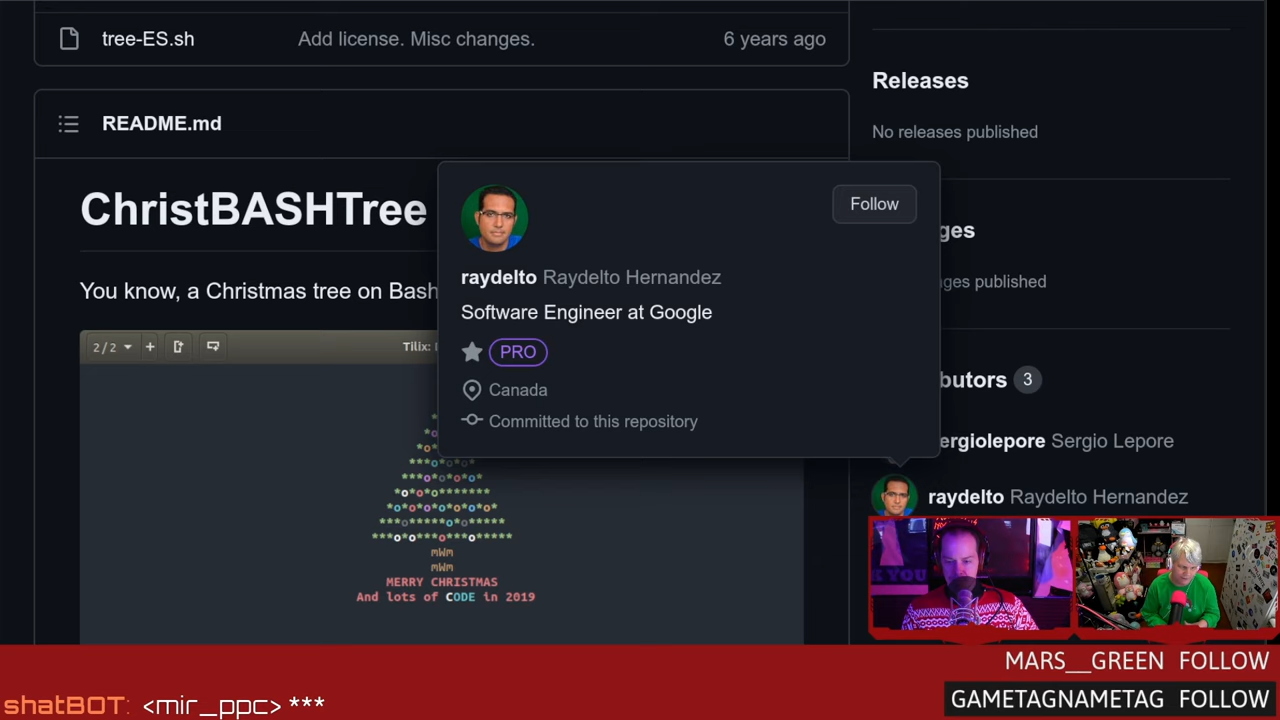 tree-ES.sh Add license. Misc changes. 6 years ago
README.md
ChristBASHTree
You know, a Christmas tree on Bash
2/2 + Tilix:
MERRY CHRISTMAS
And lots of CODE in 2019
raydelto Raydelto Hernandez
Follow
Software Engineer at Google
PRO
Canada
Committed to this repository
Releases
No releases published
ges
ges published
butors 3
ergiolepore Sergio Lepore
raydelto Raydelto Hernandez
MARS__GREEN FOLLOW
GAMETAGNAMETAG FOLLOW
shatBOT: <mir_ppc> ***